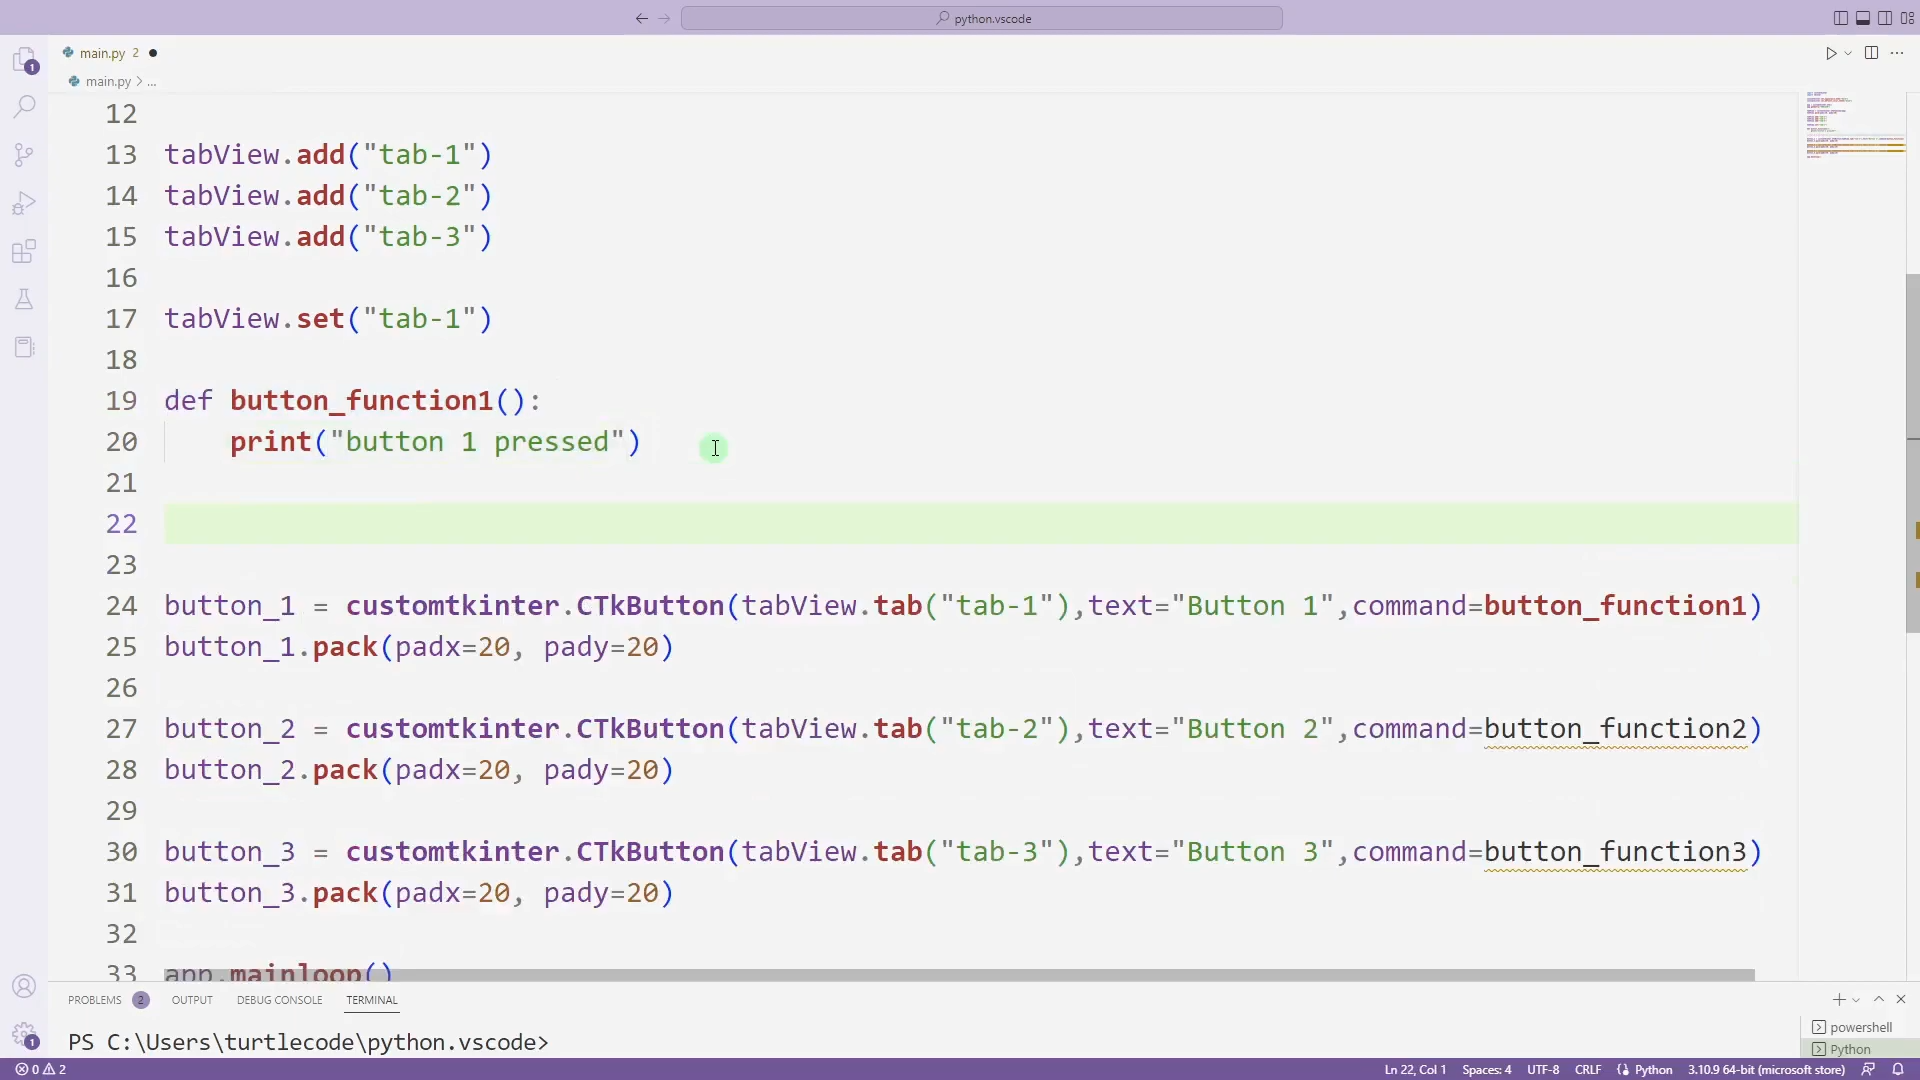 python.vscode
main.py 2
main.py > ...
12
13 tabView.add("tab-1")
14 tabView.add("tab-2")
15 tabView.add("tab-3")
16
17 tabView.set("tab-1")
18
19 def button_function1():
20 print("button 1 pressed")
21
22
23
24 button_1 = customtkinter.CTkButton(tabView.tab("tab-1"),text="Button 1",command=button_function1)
25 button_1.pack(padx=20, pady=20)
26
27 button_2 = customtkinter.CTkButton(tabView.tab("tab-2"),text="Button 2",command=button_function2)
28 button_2.pack(padx=20, pady=20)
29
30 button_3 = customtkinter.CTkButton(tabView.tab("tab-3"),text="Button 3",command=button_function3)
31 button_3.pack(padx=20, pady=20)
32
33 app.mainloop()
PROBLEMS 2 OUTPUT DEBUG CONSOLE TERMINAL
PS C:\Users\turtlecode\python.vscode>
powershell
Python
1
1
0 2 Ln 22, Col 1 Spaces: 4 UTF-8 CRLF Python 3.10.9 64-bit (microsoft store)